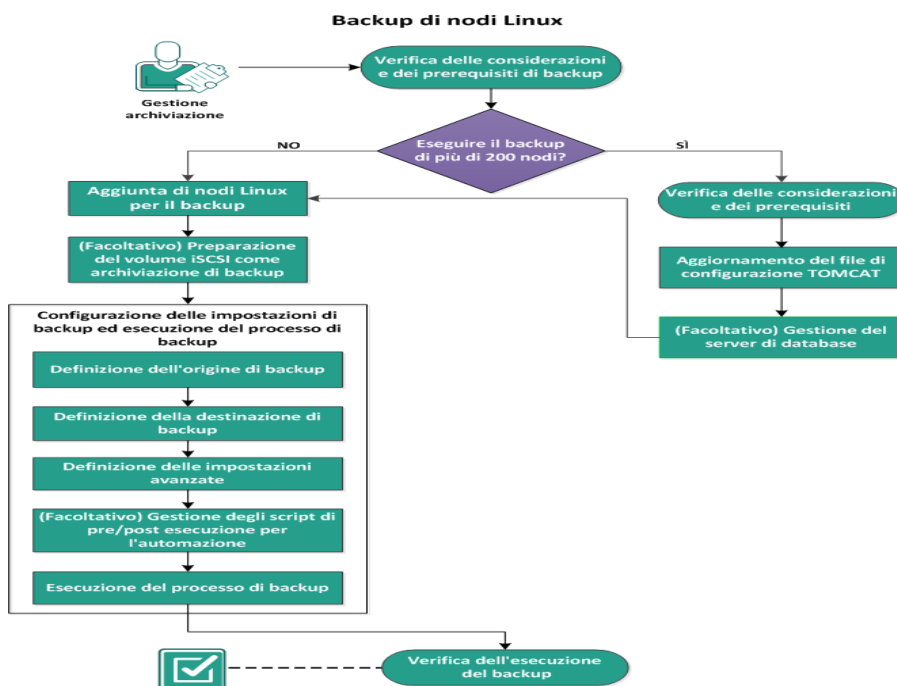 Backup di nodi Linux
Verifica delle considerazioni
e dei prerequisiti di backup
Gestione
archiviazione
Eseguire il backup
di più di 200 nodi?
NO
SÌ
Aggiunta di nodi Linux
per il backup
Verifica delle considerazioni
e dei prerequisiti
(Facoltativo) Preparazione
del volume iSCSI come
archiviazione di backup
Aggiornamento del file di
configurazione TOMCAT
(Facoltativo) Gestione del
server di database
Configurazione delle impostazioni di
backup ed esecuzione del processo di
backup
Definizione dell'origine di backup
Definizione della destinazione di
backup
Definizione delle impostazioni
avanzate
(Facoltativo) Gestione degli script di
pre/post esecuzione per
l'automazione
Esecuzione del processo di backup
Verifica dell'esecuzione
del backup